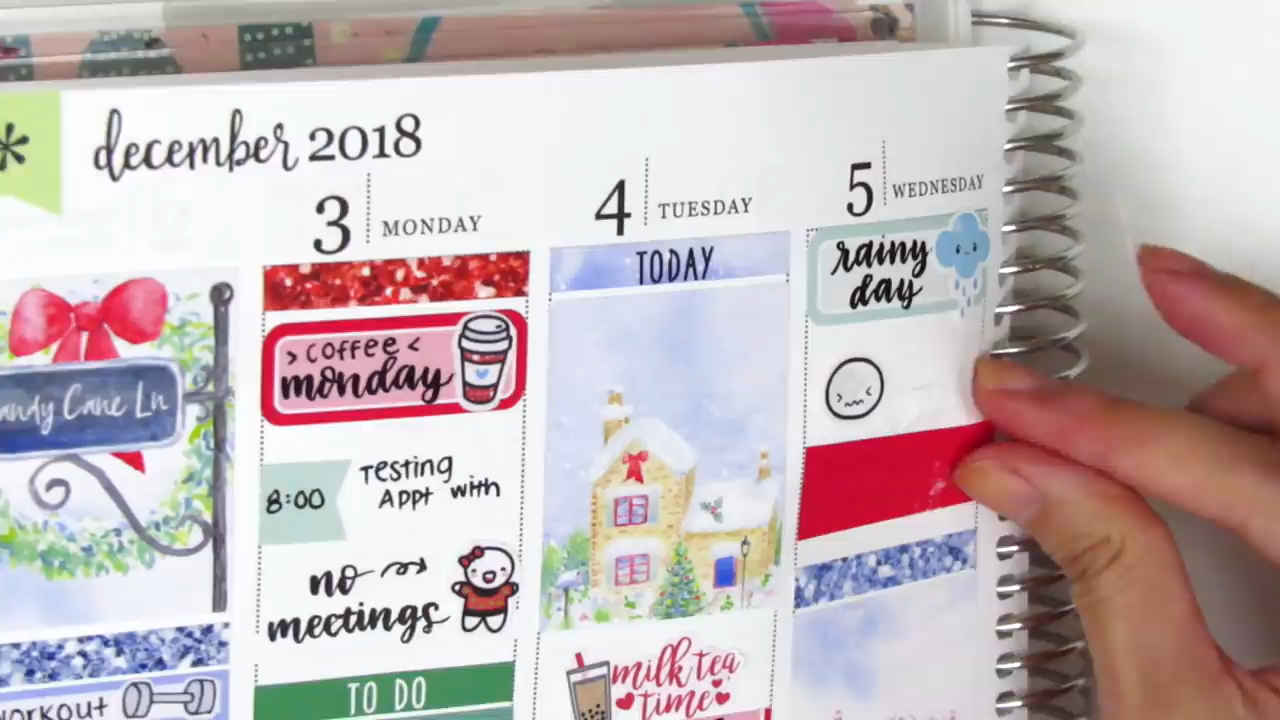 *
december 2018
3 MONDAY
4 TUESDAY
5 WEDNESDAY
TODAY
rainy
day
> coffee <
monday
andy Cane Ln
8:00
Testing
Appt with
no
meetings
milk tea
time
TO DO
workout